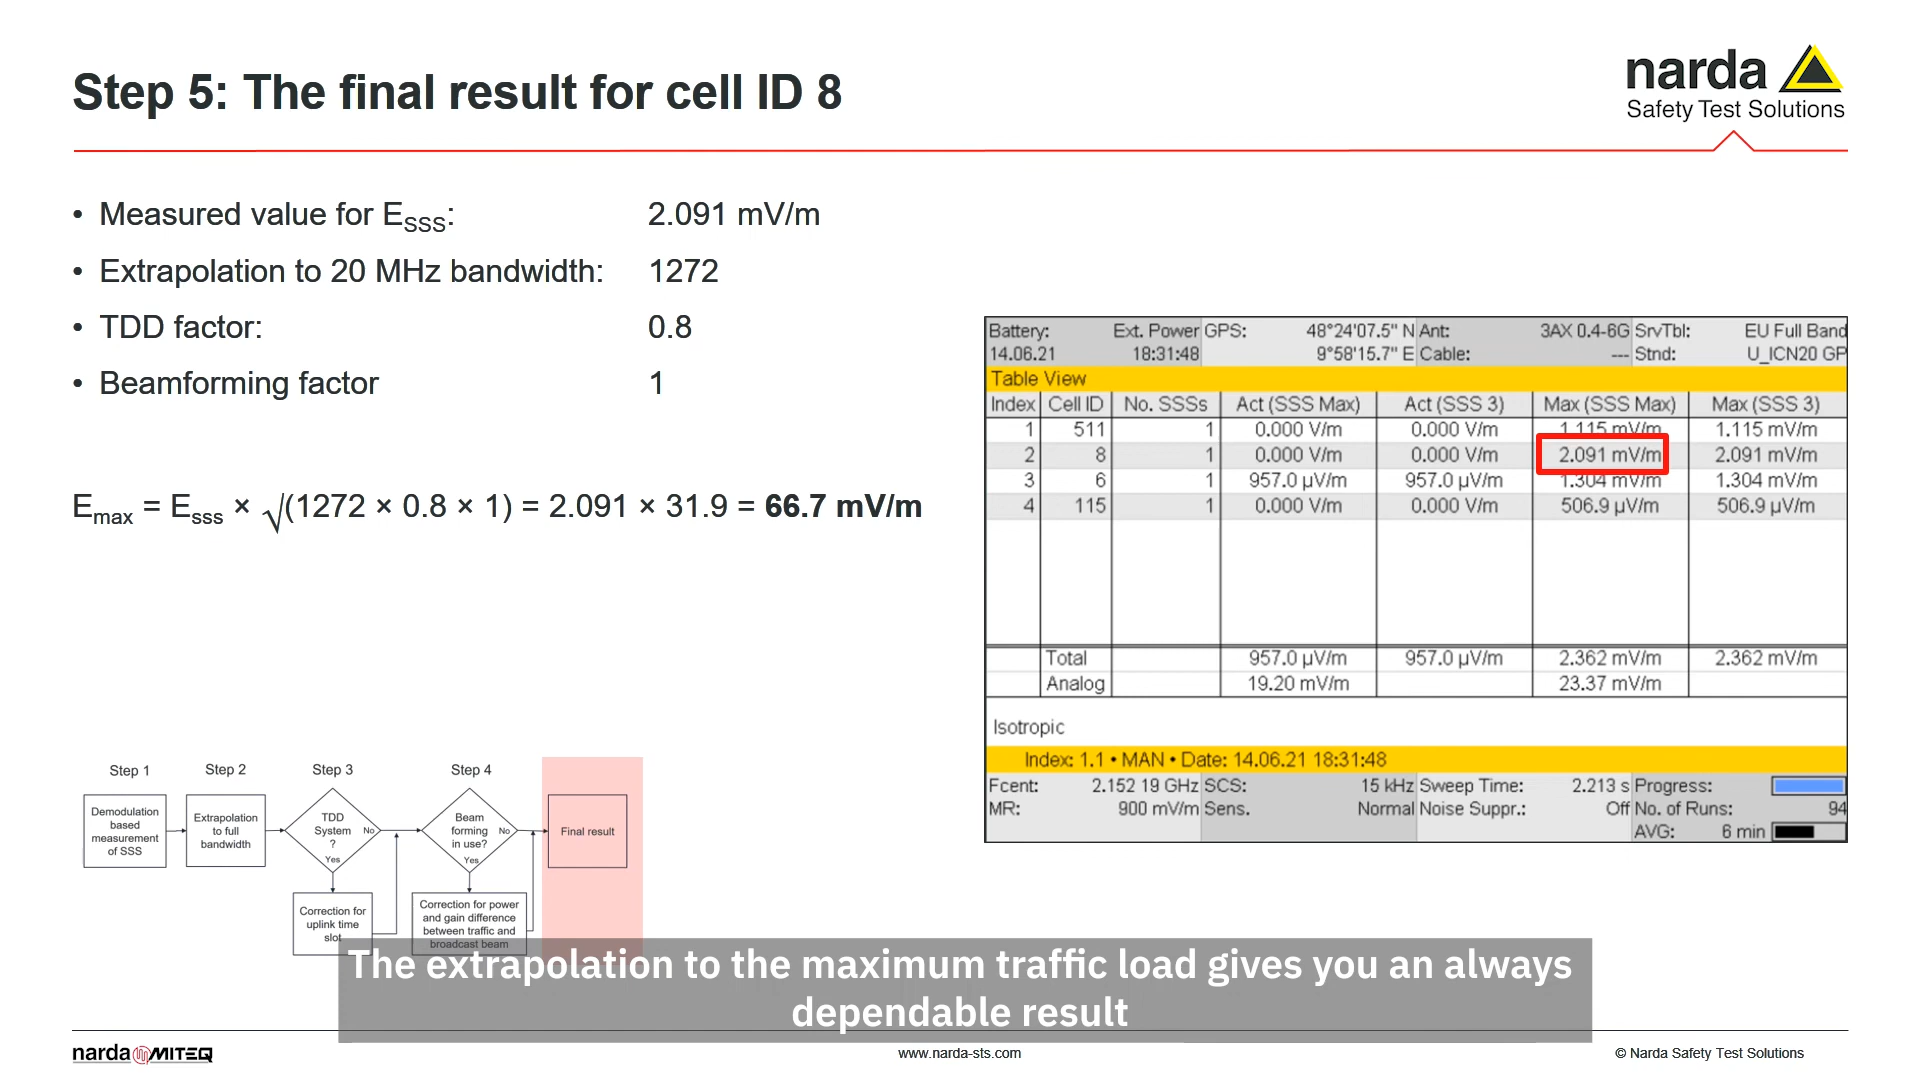 Step 5: The final result for cell ID 8
narda
Safety Test Solutions
• Measured value for ESSS: 2.091 mV/m
• Extrapolation to 20 MHz bandwidth: 1272
• TDD factor: 0.8
• Beamforming factor 1
Emax = Esss × √(1272 × 0.8 × 1) = 2.091 × 31.9 = 66.7 mV/m
Battery: Ext. Power GPS: 48°24'07.5" N Ant: 3AX 0.4-6G SrvTbl: EU Full Band
14.06.21 18:31:48 9°58'15.7" E Cable: --- Stnd: U_ICN20 GP
Table View
Index Cell ID No. SSSs Act (SSS Max) Act (SSS 3) Max (SSS Max) Max (SSS 3)
1 511 1 0.000 V/m 0.000 V/m 1.115 mV/m 1.115 mV/m
2 8 1 0.000 V/m 0.000 V/m 2.091 mV/m 2.091 mV/m
3 6 1 957.0 µV/m 957.0 µV/m 1.304 mV/m 1.304 mV/m
4 115 1 0.000 V/m 0.000 V/m 506.9 µV/m 506.9 µV/m
Total 957.0 µV/m 957.0 µV/m 2.362 mV/m 2.362 mV/m
Analog 19.20 mV/m 23.37 mV/m
Isotropic
Index: 1.1 • MAN • Date: 14.06.21 18:31:48
Fcent: 2.152 19 GHz SCS: 15 kHz Sweep Time: 2.213 s Progress:
MR: 900 mV/m Sens. Normal Noise Suppr.: Off No. of Runs: 94
AVG: 6 min
Step 1
Demodulation
based
measurement
of SSS
Step 2
Extrapolation
to full
bandwidth
Step 3
TDD
System
?
No
Yes
Correction for
uplink time
slot
Step 4
Beam
forming
in use?
No
Yes
Correction for power
and gain difference
between traffic and
broadcast beam
Final result
The extrapolation to the maximum traffic load gives you an always
dependable result
narda MITEQ
www.narda-sts.com
© Narda Safety Test Solutions